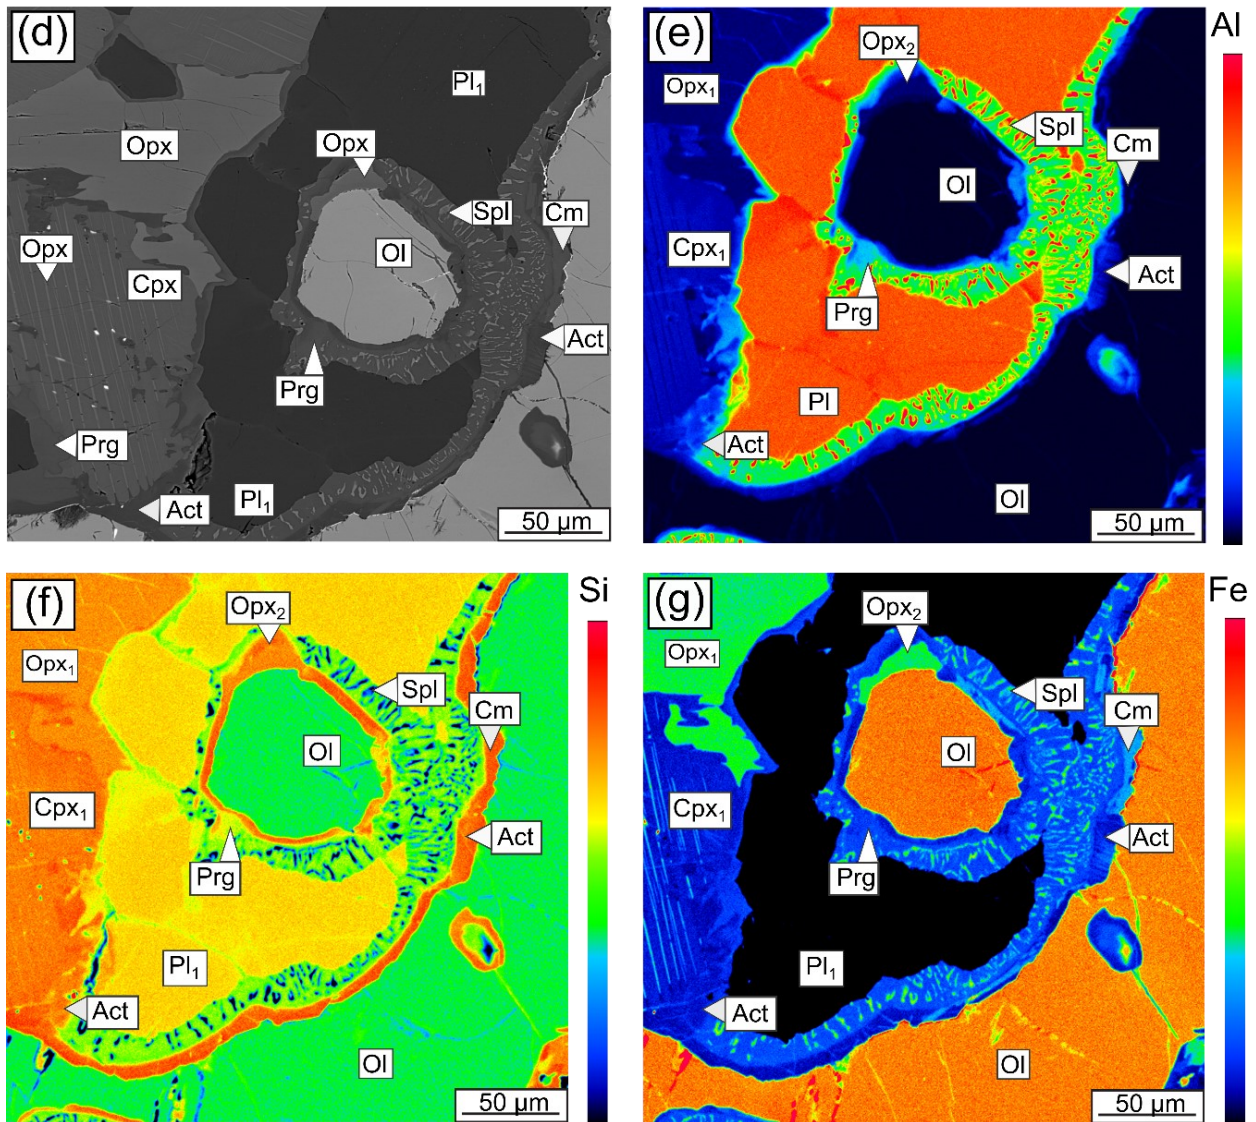 (d)
Pl1
Opx
Opx
Spl
Cm
Ol
Opx
Cpx
Act
Prg
Prg
Pl1
Act
50 µm
(e)
Al
Opx2
Opx1
Spl
Cm
Ol
Cpx1
Act
Prg
Pl
Act
Ol
50 µm
(f)
Si
Opx2
Opx1
Spl
Cm
Ol
Cpx1
Act
Prg
Pl1
Act
Ol
50 µm
(g)
Fe
Opx2
Opx1
Spl
Cm
Ol
Cpx1
Act
Prg
Pl1
Act
Ol
50 µm